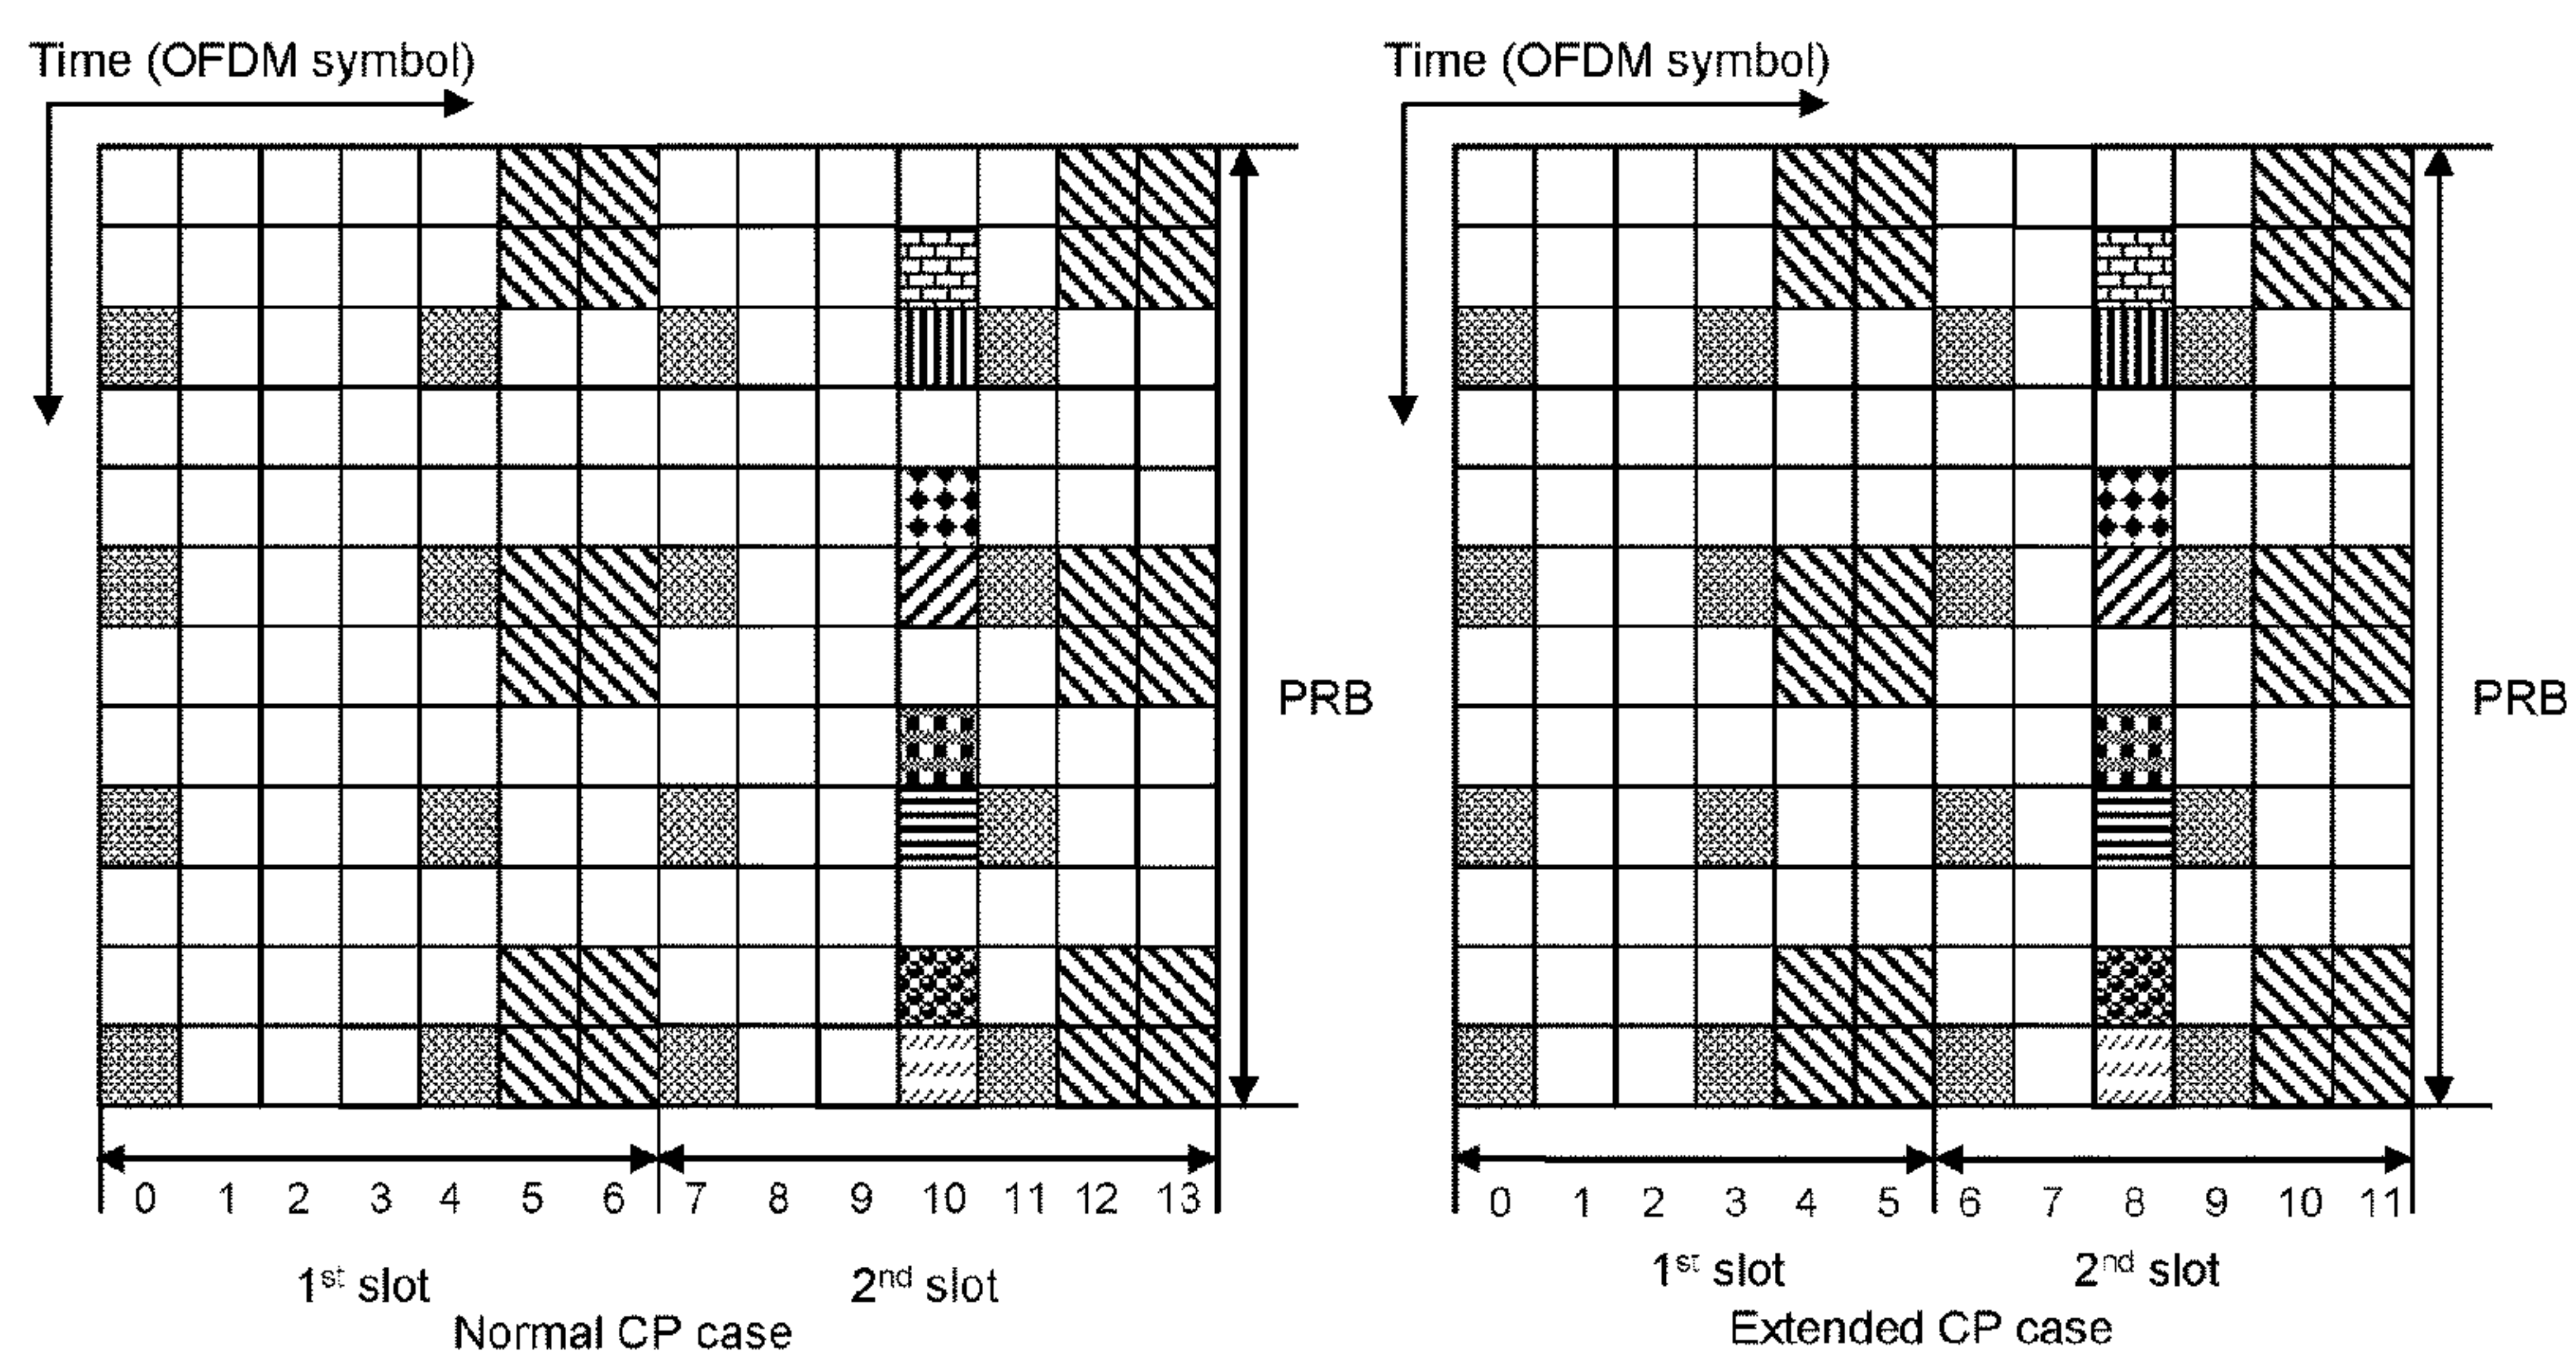 Time (OFDM symbol)
PRB
0 1 2 3 4 5 6 7 8 9 10 11 12 13
1st slot 2nd slot
Normal CP case
Time (OFDM symbol)
PRB
0 1 2 3 4 5 6 7 8 9 10 11
1st slot 2nd slot
Extended CP case